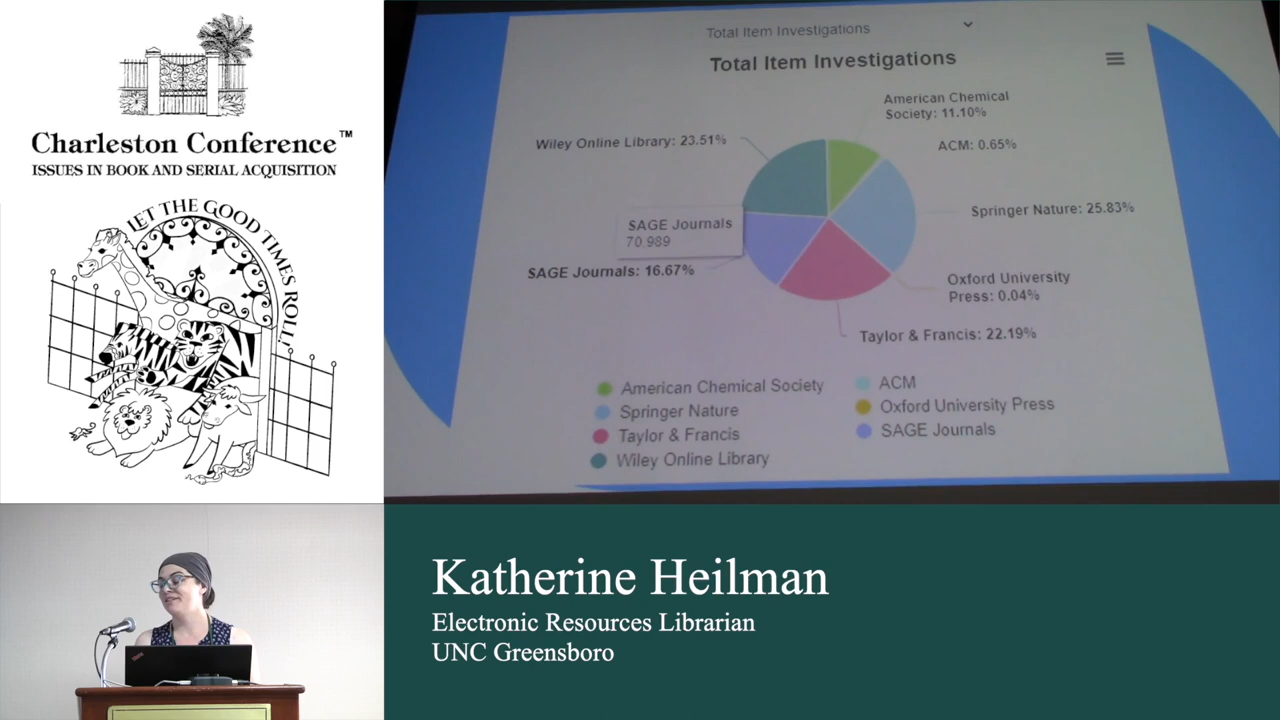 Charleston Conference™
ISSUES IN BOOK AND SERIAL ACQUISITION
LET THE GOOD TIMES ROLL!
Total Item Investigations
Total Item Investigations
American Chemical
Society: 11.10%
Wiley Online Library: 23.51%
ACM: 0.65%
Springer Nature: 25.83%
SAGE Journals
70,989
SAGE Journals: 16.67%
Oxford University
Press: 0.04%
Taylor & Francis: 22.19%
American Chemical Society
ACM
Springer Nature
Oxford University Press
Taylor & Francis
SAGE Journals
Wiley Online Library
Katherine Heilman
Electronic Resources Librarian
UNC Greensboro